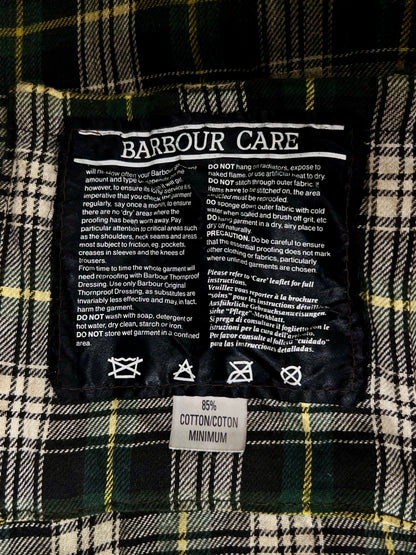 BARBOUR CARE
how often your Barbour
amount and type of
however, to ensure
imperative that you check the garment
regularly, say once a month, to ensure
there are no 'dry' areas where the
proofing has been worn away. Pay
particular attention to critical areas such
as the shoulders, neck seams and areas
most subject to friction, eg. pockets,
creases in sleeves and the knees of
trousers.
From time to time the whole garment will
need reproofing with Barbour Thornproof
Dressing. Use only Barbour Original
Thornproof Dressing, as substitutes are
invariably less effective and may, in fact,
harm the garment.
DO NOT wash with soap, detergent or
hot water, dry clean, starch or iron.
DO NOT store wet garment in a confined
area.
DO NOT hang on radiators, expose to
naked flame, or use artificial heat to dry.
DO NOT stitch through outer fabric. If
items have to be stitched on, the area
affected must be reproofed.
DO sponge down outer fabric with cold
water when soiled and brush off grit, etc.
DO hang garment in a dry, airy place to
dry off naturally.
PRECAUTION. Do be careful to ensure
that the essential proofing does not mark
other clothing or fabrics, particularly
where unlined garments are chosen.
Please refer to 'Care' leaflet for full
instructions.
Veuillez vous reporter à la brochure
"soins" pour les instructions détaillées.
Ausführliche Gebrauchsanweisungen,
siehe "Pflege" Merkblatt.
Si prega di consultare il foglietto con le
istruzioni per la cura dell'
Por favor consulte el folleto "cuidado"
para las instrucciones detalladas.
85%
COTTON/COTON
MINIMUM